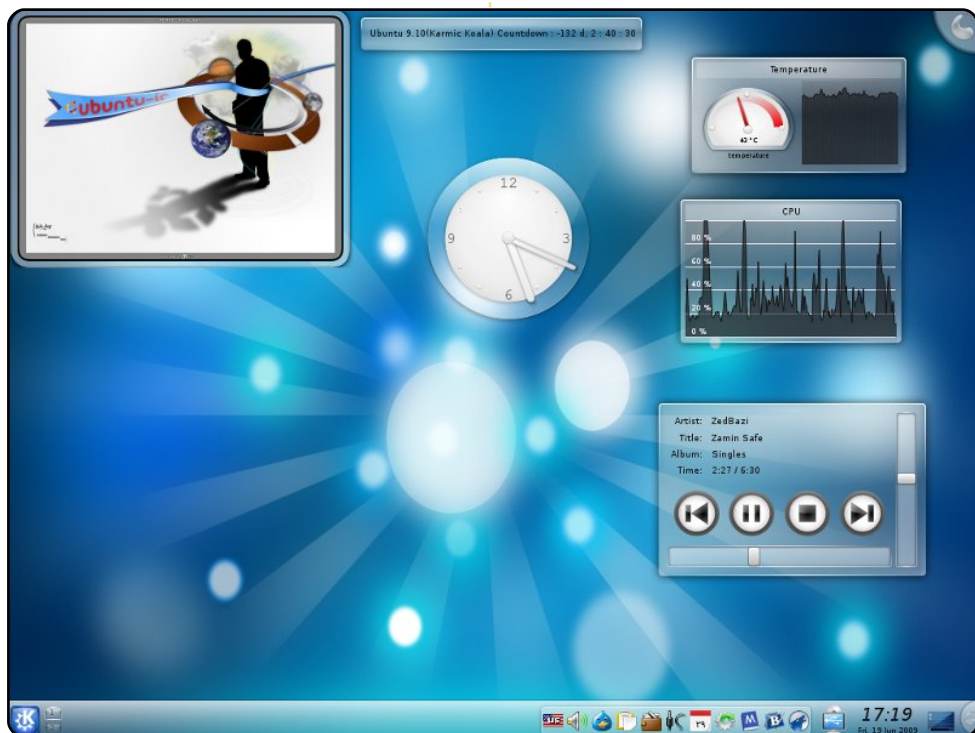 ubuntu-ir
Ubuntu 9.10(Karmic Koala) Countdown : -132 d, 2 : 40 : 30
Temperature
42 °C
temperature
12
9
3
6
CPU
80 %
60 %
40 %
20 %
0 %
Artist: ZedBazi
Title: Zamin Safe
Album: Singles
Time: 2:27 / 6:30
17:19
Fri, 19 Jun 2009